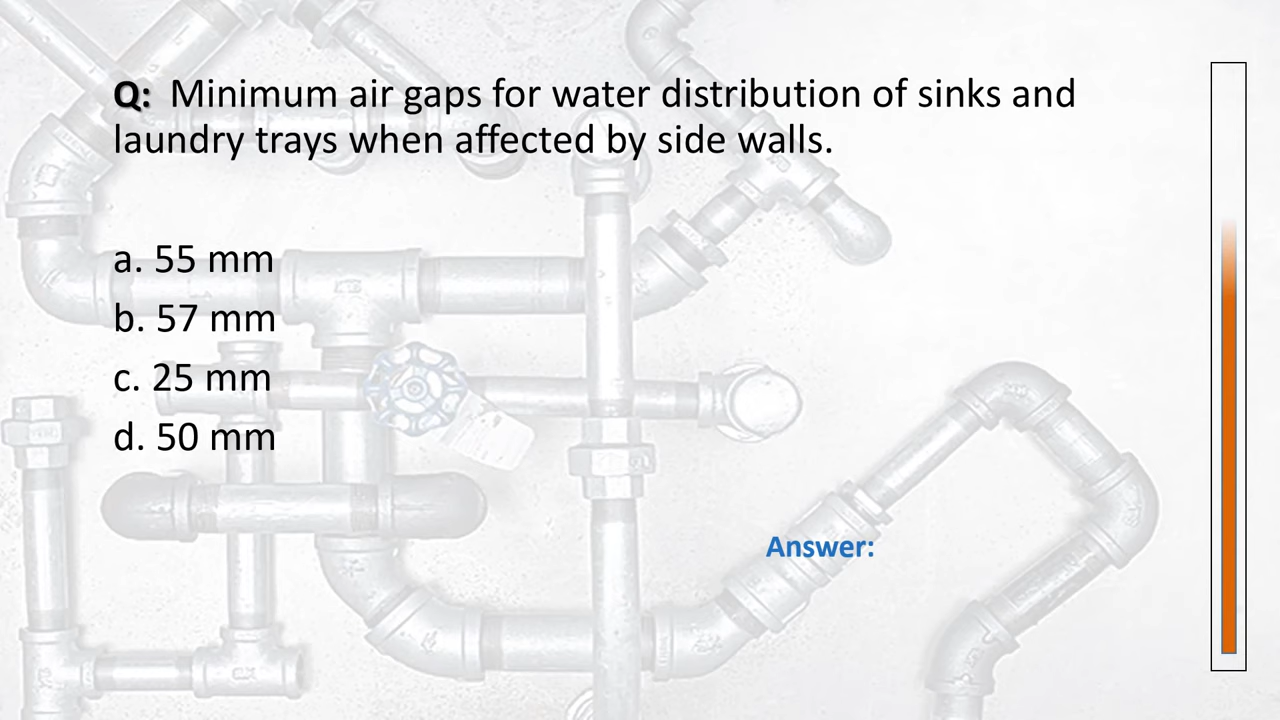 Q: Minimum air gaps for water distribution of sinks and
laundry trays when affected by side walls.
a. 55 mm
b. 57 mm
c. 25 mm
d. 50 mm
Answer: